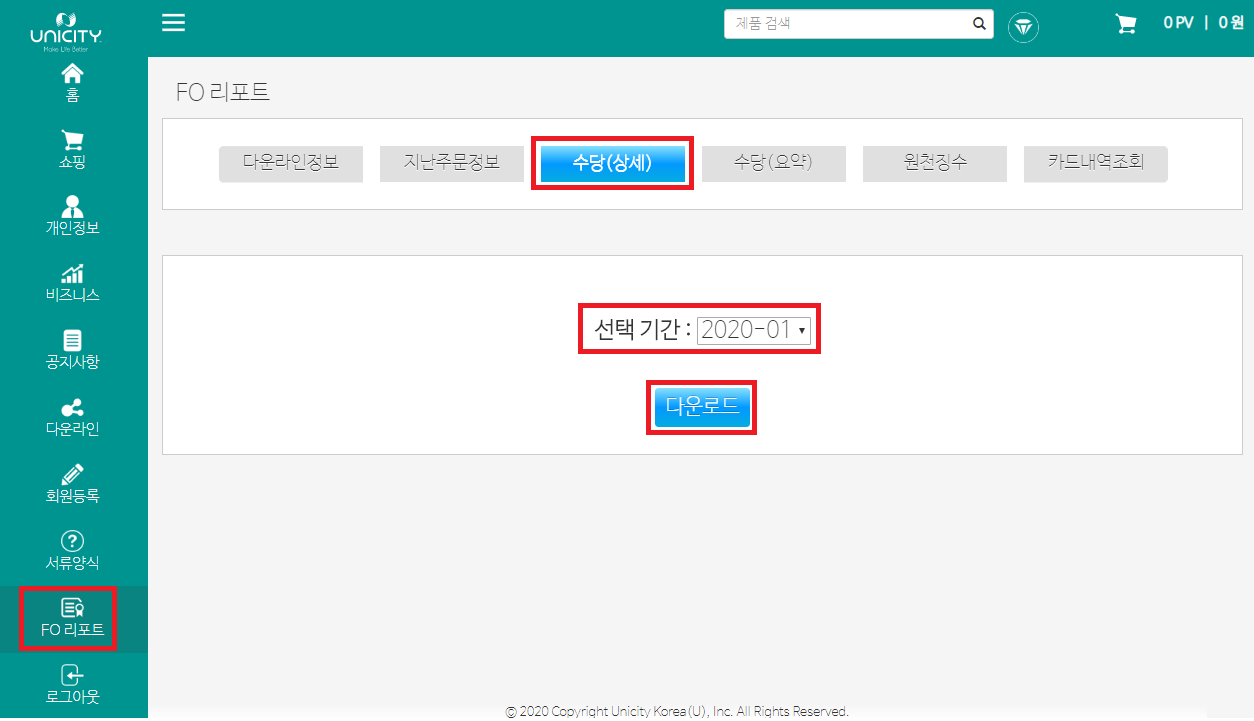 UNICITY
Make Life Better
제품 검색
0 PV | 0 원
홈
쇼핑
개인정보
비즈니스
공지사항
다운라인
회원등록
서류양식
FO 리포트
로그아웃
FO 리포트
다운라인정보 지난주문정보 수당(상세) 수당(요약) 원천징수 카드내역조회
선택 기간 : 2020-01
다운로드
© 2020 Copyright Unicity Korea(U), Inc. All Rights Reserved.